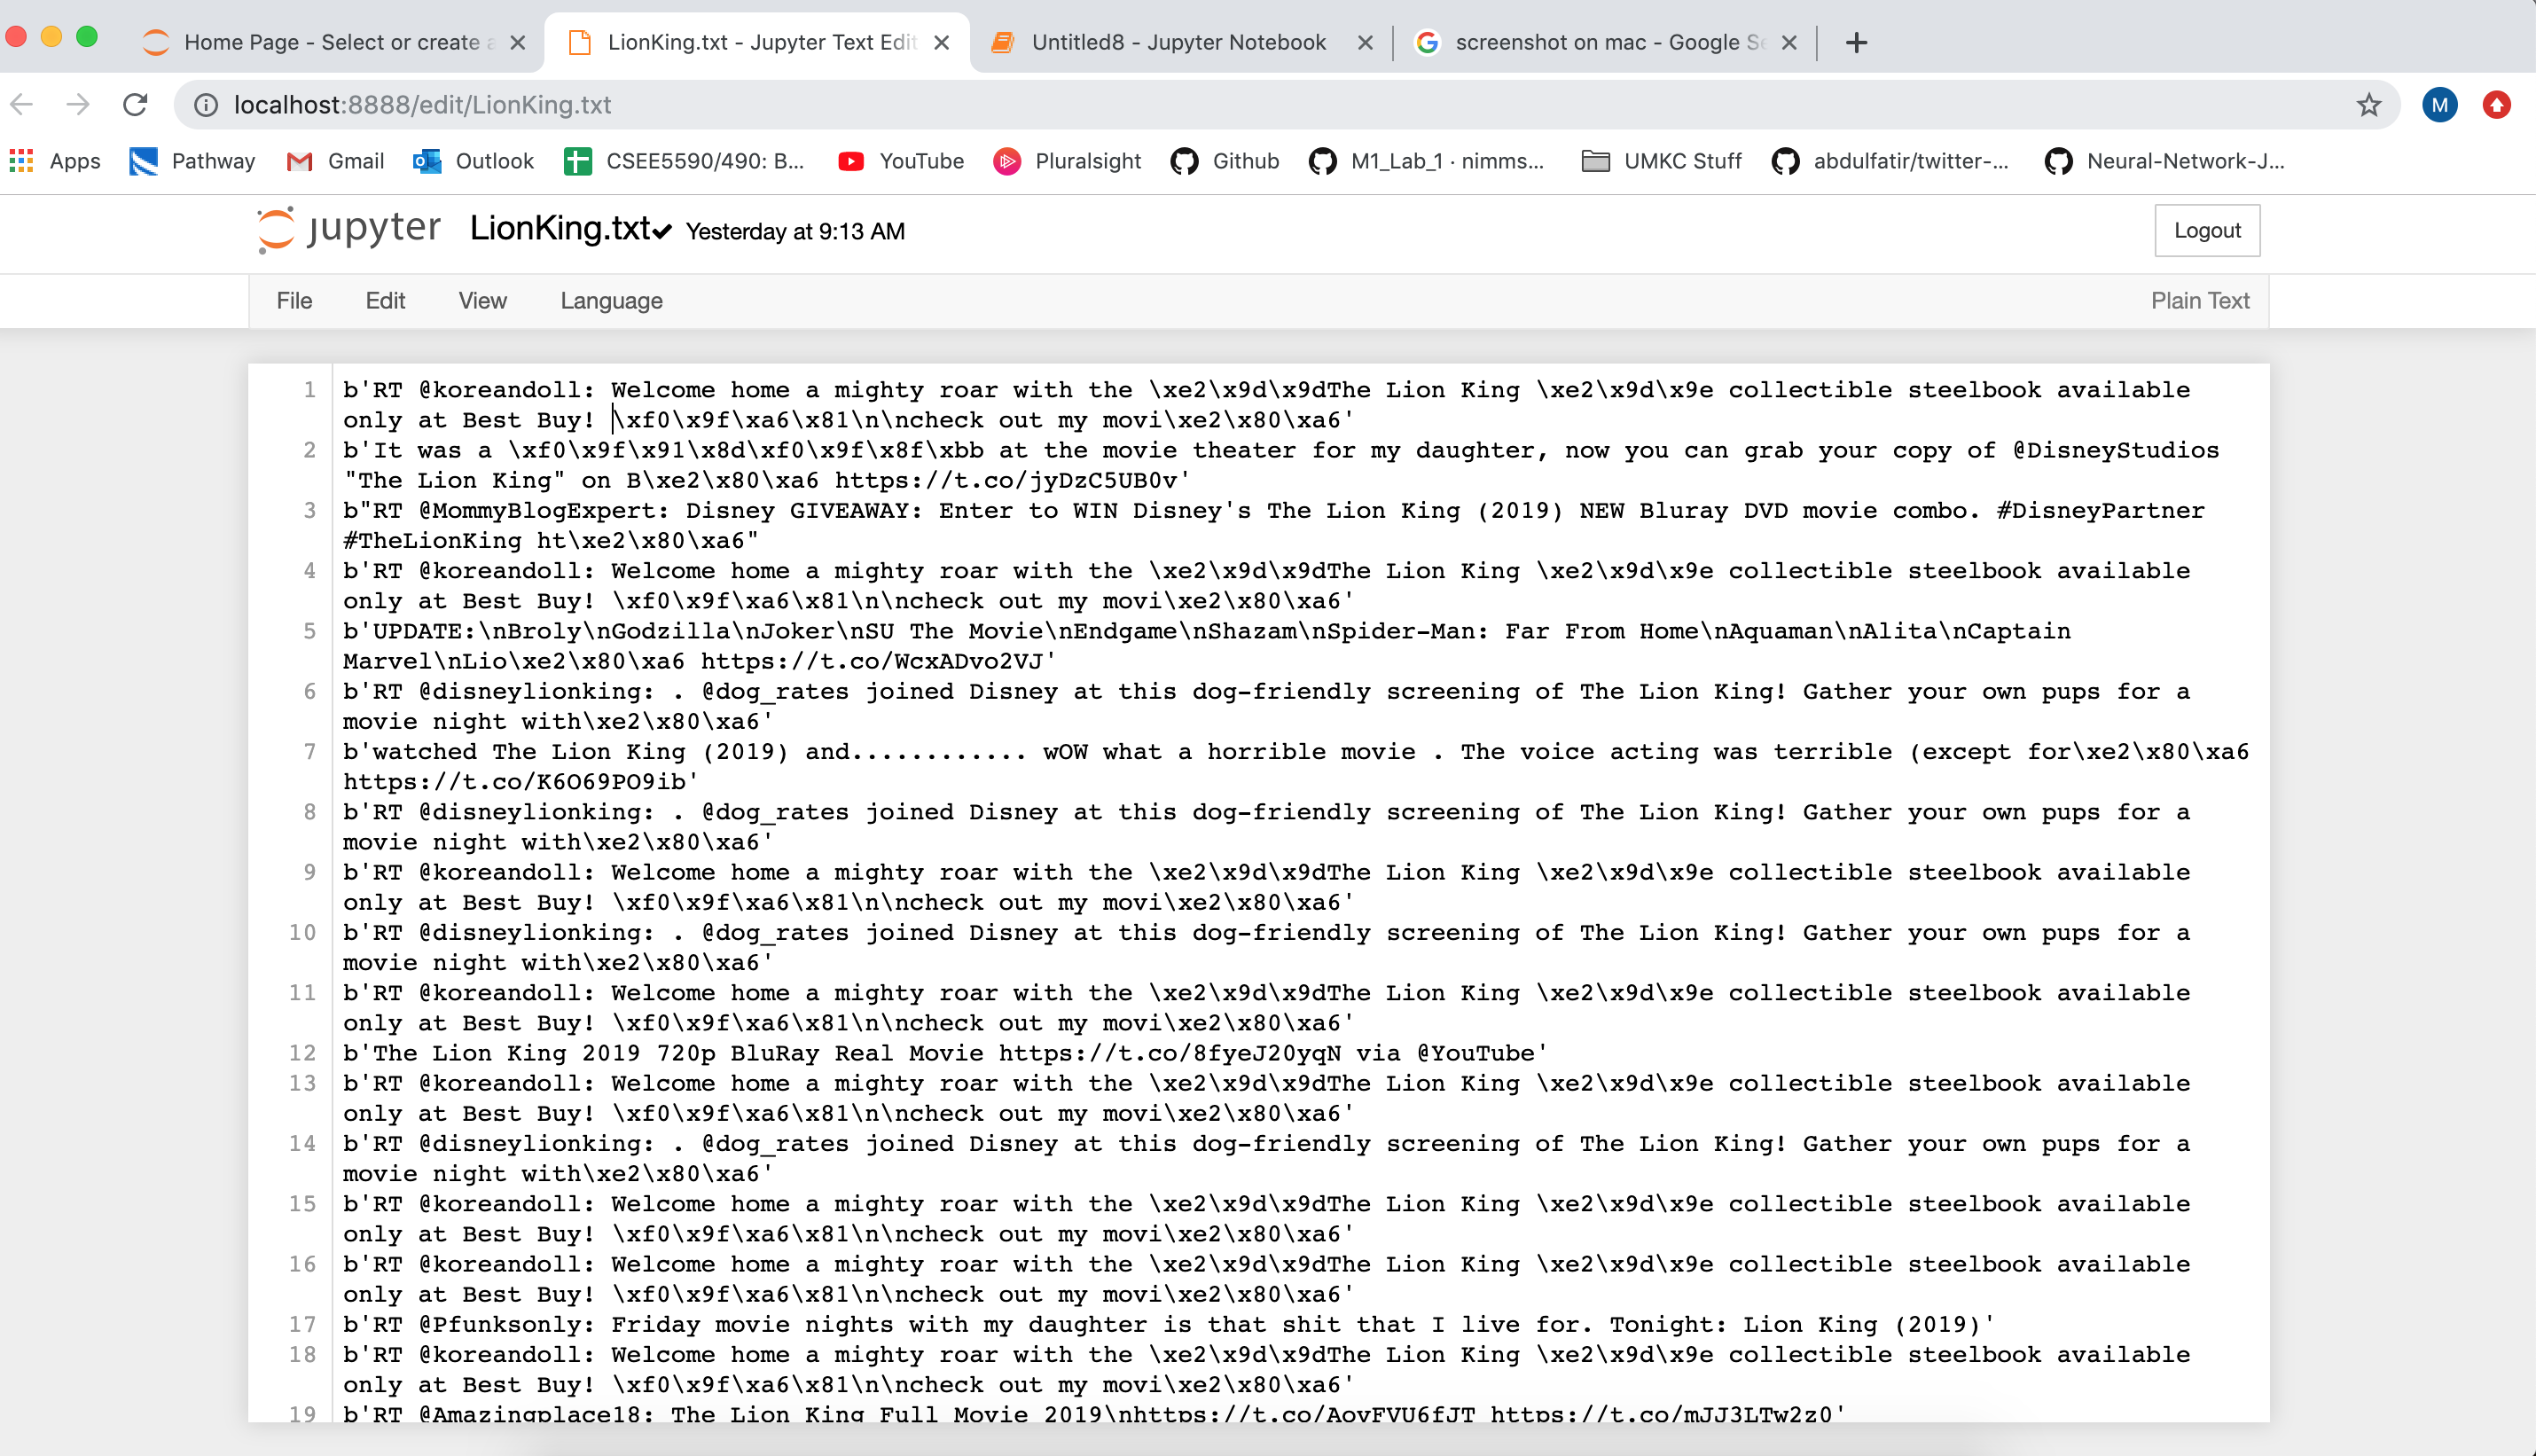 Home Page - Select or create a
LionKing.txt - Jupyter Text Edit
Untitled8 - Jupyter Notebook
screenshot on mac - Google Se
localhost:8888/edit/LionKing.txt
M
Apps Pathway Gmail Outlook CSEE5590/490: B... YouTube Pluralsight Github M1_Lab_1 · nimms... UMKC Stuff abdulfatir/twitter-... Neural-Network-J...
jupyter LionKing.txt Yesterday at 9:13 AM Logout
File Edit View Language Plain Text
1 b'RT @koreandoll: Welcome home a mighty roar with the \xe2\x9d\x9dThe Lion King \xe2\x9d\x9e collectible steelbook available
only at Best Buy! \xf0\x9f\xa6\x81\n\ncheck out my movi\xe2\x80\xa6'
2 b'It was a \xf0\x9f\x91\x8d\xf0\x9f\x8f\xbb at the movie theater for my daughter, now you can grab your copy of @DisneyStudios
"The Lion King" on B\xe2\x80\xa6 https://t.co/jyDzC5UB0v'
3 b"RT @MommyBlogExpert: Disney GIVEAWAY: Enter to WIN Disney's The Lion King (2019) NEW Bluray DVD movie combo. #DisneyPartner
#TheLionKing ht\xe2\x80\xa6"
4 b'RT @koreandoll: Welcome home a mighty roar with the \xe2\x9d\x9dThe Lion King \xe2\x9d\x9e collectible steelbook available
only at Best Buy! \xf0\x9f\xa6\x81\n\ncheck out my movi\xe2\x80\xa6'
5 b'UPDATE:\nBroly\nGodzilla\nJoker\nSU The Movie\nEndgame\nShazam\nSpider-Man: Far From Home\nAquaman\nAlita\nCaptain
Marvel\nLio\xe2\x80\xa6 https://t.co/WcxADvo2VJ'
6 b'RT @disneylionking: . @dog_rates joined Disney at this dog-friendly screening of The Lion King! Gather your own pups for a
movie night with\xe2\x80\xa6'
7 b'watched The Lion King (2019) and............ wOW what a horrible movie . The voice acting was terrible (except for\xe2\x80\xa6
https://t.co/K6O69PO9ib'
8 b'RT @disneylionking: . @dog_rates joined Disney at this dog-friendly screening of The Lion King! Gather your own pups for a
movie night with\xe2\x80\xa6'
9 b'RT @koreandoll: Welcome home a mighty roar with the \xe2\x9d\x9dThe Lion King \xe2\x9d\x9e collectible steelbook available
only at Best Buy! \xf0\x9f\xa6\x81\n\ncheck out my movi\xe2\x80\xa6'
10 b'RT @disneylionking: . @dog_rates joined Disney at this dog-friendly screening of The Lion King! Gather your own pups for a
movie night with\xe2\x80\xa6'
11 b'RT @koreandoll: Welcome home a mighty roar with the \xe2\x9d\x9dThe Lion King \xe2\x9d\x9e collectible steelbook available
only at Best Buy! \xf0\x9f\xa6\x81\n\ncheck out my movi\xe2\x80\xa6'
12 b'The Lion King 2019 720p BluRay Real Movie https://t.co/8fyeJ20yqN via @YouTube'
13 b'RT @koreandoll: Welcome home a mighty roar with the \xe2\x9d\x9dThe Lion King \xe2\x9d\x9e collectible steelbook available
only at Best Buy! \xf0\x9f\xa6\x81\n\ncheck out my movi\xe2\x80\xa6'
14 b'RT @disneylionking: . @dog_rates joined Disney at this dog-friendly screening of The Lion King! Gather your own pups for a
movie night with\xe2\x80\xa6'
15 b'RT @koreandoll: Welcome home a mighty roar with the \xe2\x9d\x9dThe Lion King \xe2\x9d\x9e collectible steelbook available
only at Best Buy! \xf0\x9f\xa6\x81\n\ncheck out my movi\xe2\x80\xa6'
16 b'RT @koreandoll: Welcome home a mighty roar with the \xe2\x9d\x9dThe Lion King \xe2\x9d\x9e collectible steelbook available
only at Best Buy! \xf0\x9f\xa6\x81\n\ncheck out my movi\xe2\x80\xa6'
17 b'RT @Pfunksonly: Friday movie nights with my daughter is that shit that I live for. Tonight: Lion King (2019)'
18 b'RT @koreandoll: Welcome home a mighty roar with the \xe2\x9d\x9dThe Lion King \xe2\x9d\x9e collectible steelbook available
only at Best Buy! \xf0\x9f\xa6\x81\n\ncheck out my movi\xe2\x80\xa6'
19 b'RT @Amazingplace18: The Lion King Full Movie 2019\nhttps://t.co/AovFVU6fJT https://t.co/mJJ3LTw2z0'